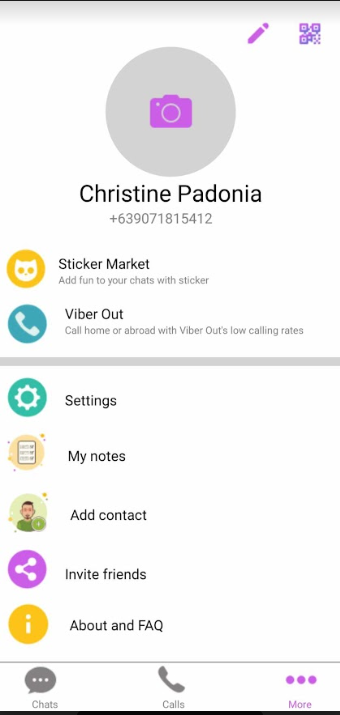 Christine Padonia
+639071815412
Sticker Market
Add fun to your chats with sticker
Viber Out
Call home or abroad with Viber Out's low calling rates
Settings
My notes
Add contact
Invite friends
About and FAQ
Chats
Calls
More